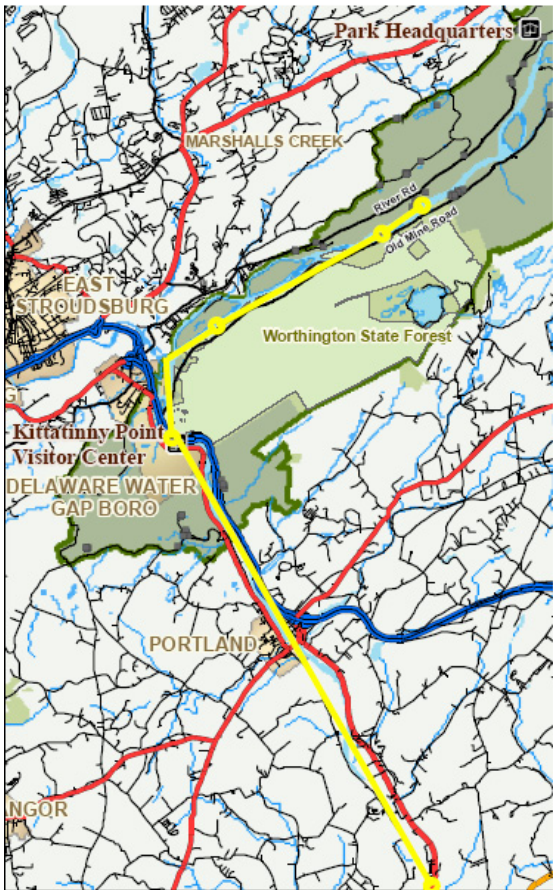 Park Headquarters
MARSHALLS CREEK
River Rd
Old Mine Road
EAST
STROUDSBURG
Worthington State Forest
G
Kittatinny Point
Visitor Center
DELAWARE WATER
GAP BORO
PORTLAND
NGOR